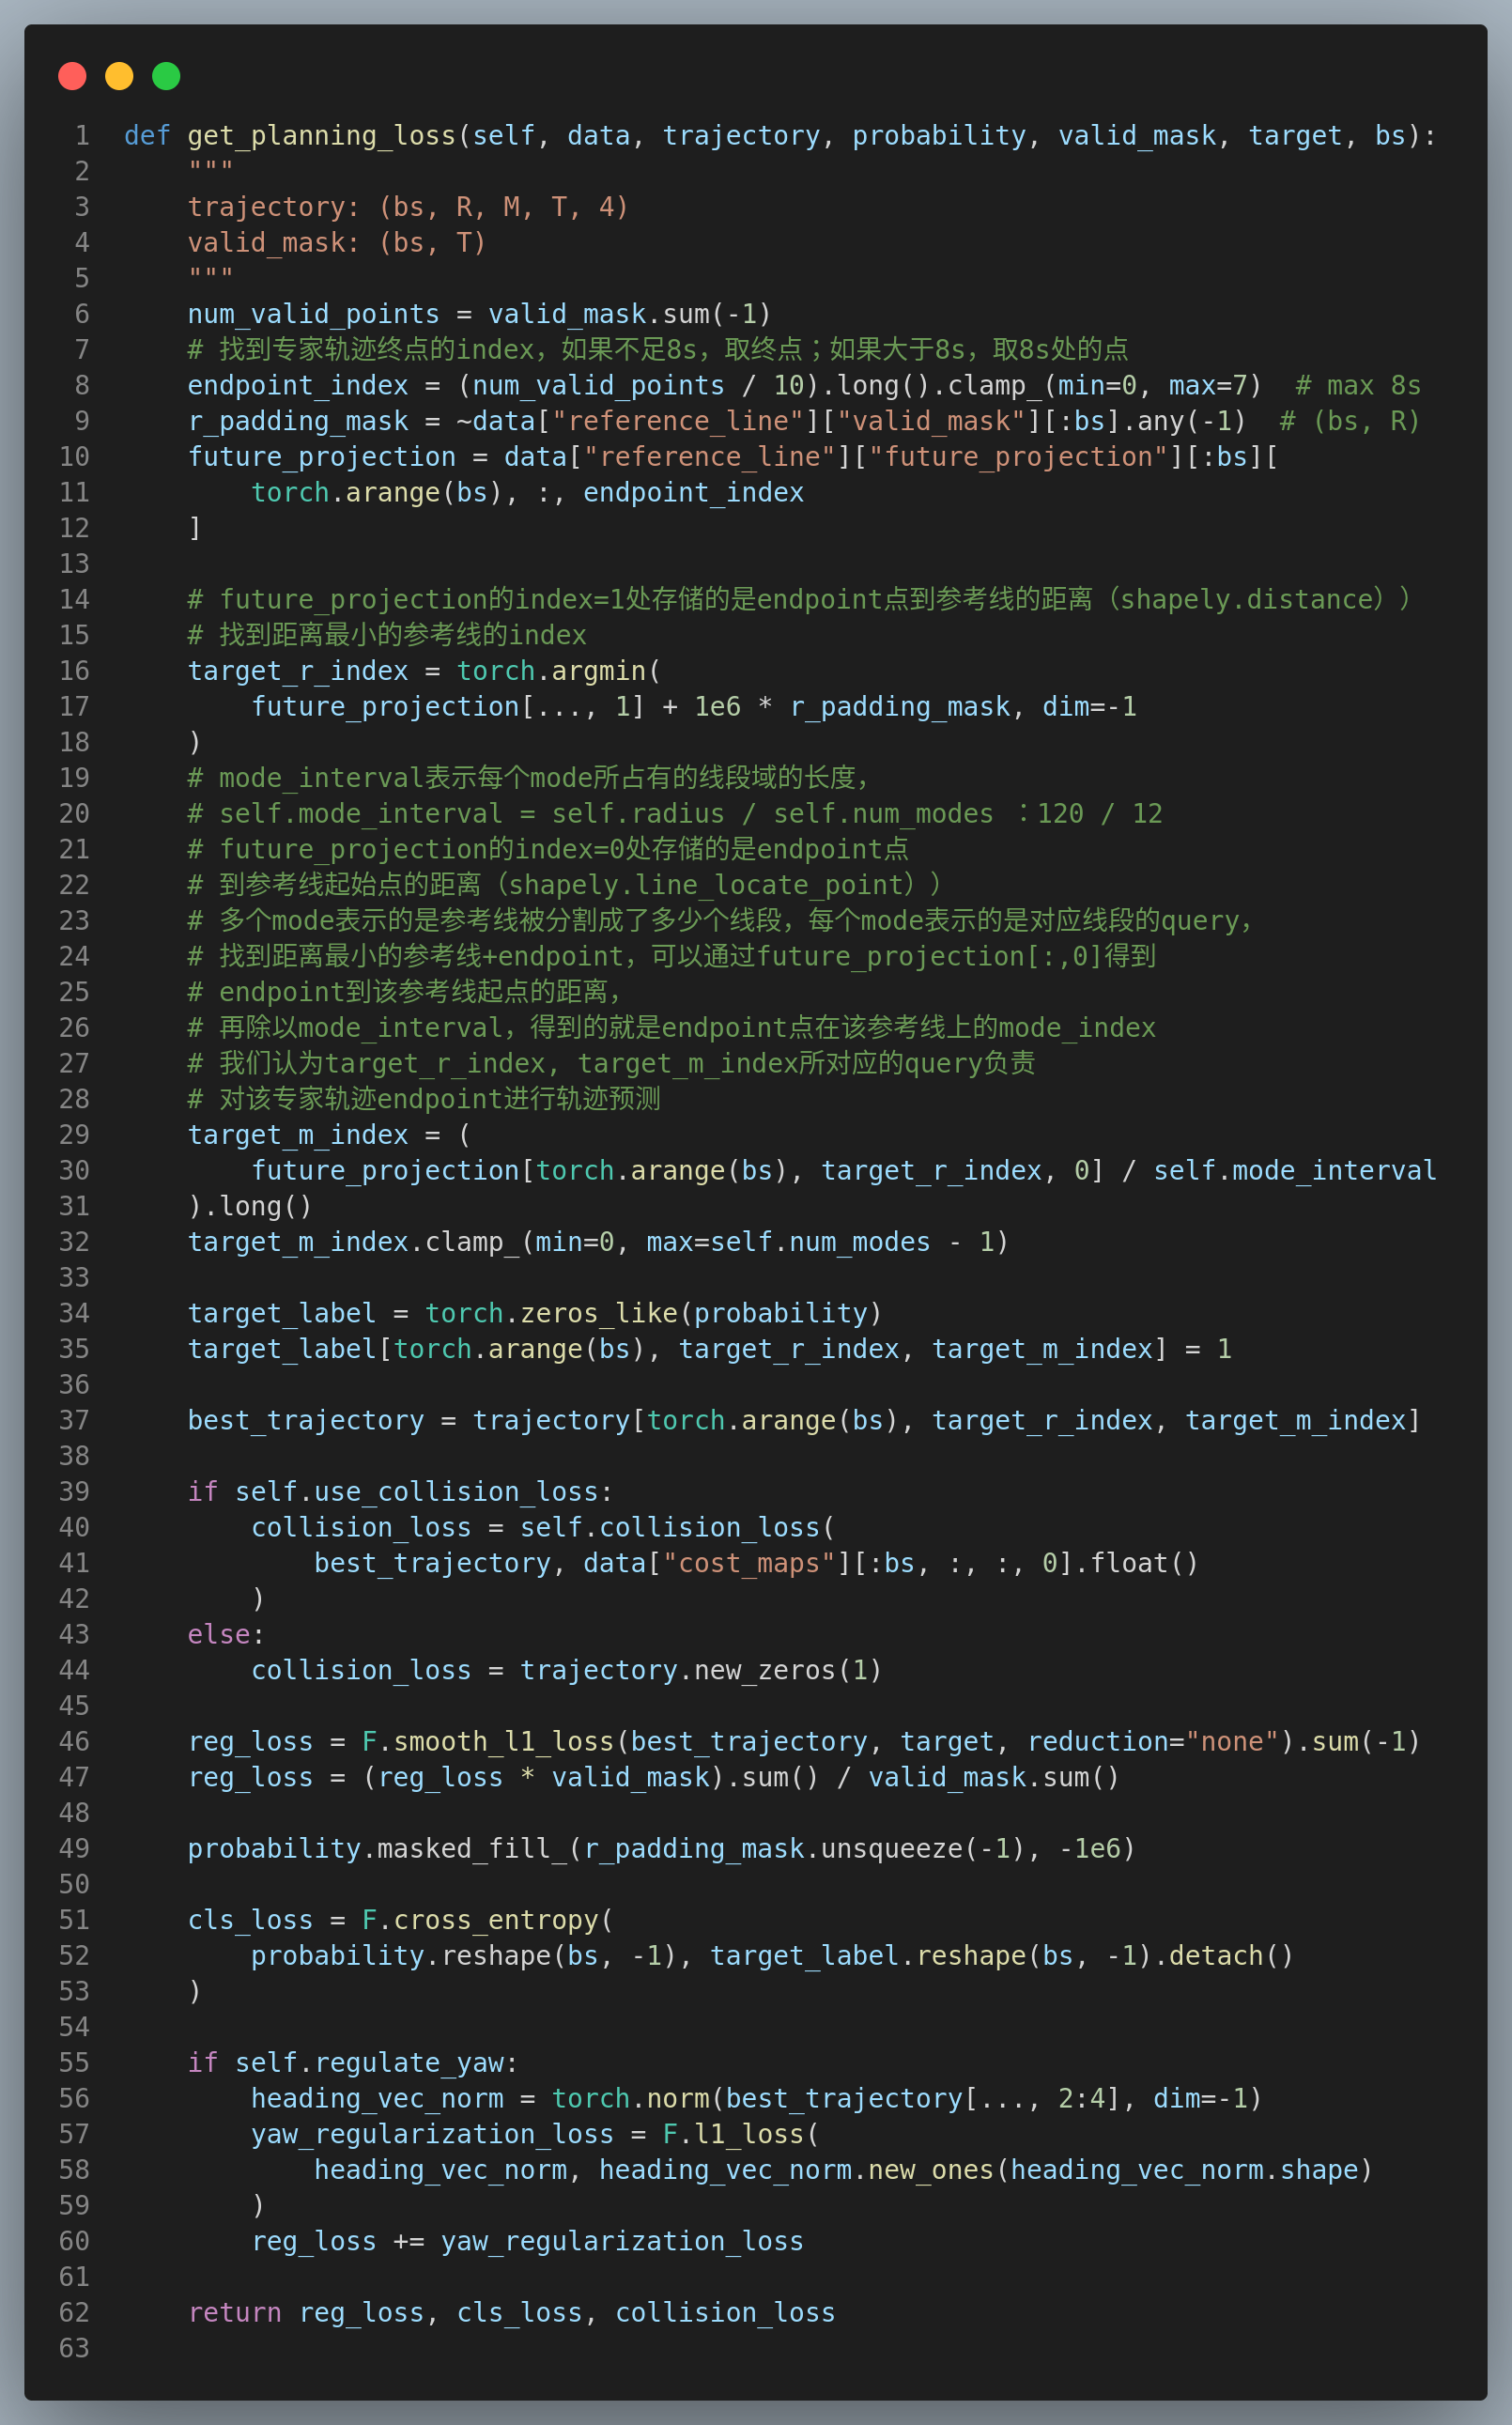 1 def get_planning_loss(self, data, trajectory, probability, valid_mask, target, bs):
2     """
3     trajectory: (bs, R, M, T, 4)
4     valid_mask: (bs, T)
5     """
6     num_valid_points = valid_mask.sum(-1)
7     # 找到专家轨迹终点的index，如果不足8s，取终点；如果大于8s，取8s处的点
8     endpoint_index = (num_valid_points / 10).long().clamp_(min=0, max=7)  # max 8s
9     r_padding_mask = ~data["reference_line"]["valid_mask"][:bs].any(-1)  # (bs, R)
10     future_projection = data["reference_line"]["future_projection"][:bs][
11         torch.arange(bs), :, endpoint_index
12     ]
13
14     # future_projection的index=1处存储的是endpoint点到参考线的距离（shapely.distance））
15     # 找到距离最小的参考线的index
16     target_r_index = torch.argmin(
17         future_projection[..., 1] + 1e6 * r_padding_mask, dim=-1
18     )
19     # mode_interval表示每个mode所占有的线段域的长度，
20     # self.mode_interval = self.radius / self.num_modes ：120 / 12
21     # future_projection的index=0处存储的是endpoint点
22     # 到参考线起始点的距离（shapely.line_locate_point））
23     # 多个mode表示的是参考线被分割成了多少个线段，每个mode表示的是对应线段的query，
24     # 找到距离最小的参考线+endpoint，可以通过future_projection[:,0]得到
25     # endpoint到该参考线起点的距离，
26     # 再除以mode_interval，得到的就是endpoint点在该参考线上的mode_index
27     # 我们认为target_r_index, target_m_index所对应的query负责
28     # 对该专家轨迹endpoint进行轨迹预测
29     target_m_index = (
30         future_projection[torch.arange(bs), target_r_index, 0] / self.mode_interval
31     ).long()
32     target_m_index.clamp_(min=0, max=self.num_modes - 1)
33
34     target_label = torch.zeros_like(probability)
35     target_label[torch.arange(bs), target_r_index, target_m_index] = 1
36
37     best_trajectory = trajectory[torch.arange(bs), target_r_index, target_m_index]
38
39     if self.use_collision_loss:
40         collision_loss = self.collision_loss(
41             best_trajectory, data["cost_maps"][:bs, :, :, 0].float()
42         )
43     else:
44         collision_loss = trajectory.new_zeros(1)
45
46     reg_loss = F.smooth_l1_loss(best_trajectory, target, reduction="none").sum(-1)
47     reg_loss = (reg_loss * valid_mask).sum() / valid_mask.sum()
48
49     probability.masked_fill_(r_padding_mask.unsqueeze(-1), -1e6)
50
51     cls_loss = F.cross_entropy(
52         probability.reshape(bs, -1), target_label.reshape(bs, -1).detach()
53     )
54
55     if self.regulate_yaw:
56         heading_vec_norm = torch.norm(best_trajectory[..., 2:4], dim=-1)
57         yaw_regularization_loss = F.l1_loss(
58             heading_vec_norm, heading_vec_norm.new_ones(heading_vec_norm.shape)
59         )
60         reg_loss += yaw_regularization_loss
61
62     return reg_loss, cls_loss, collision_loss
63